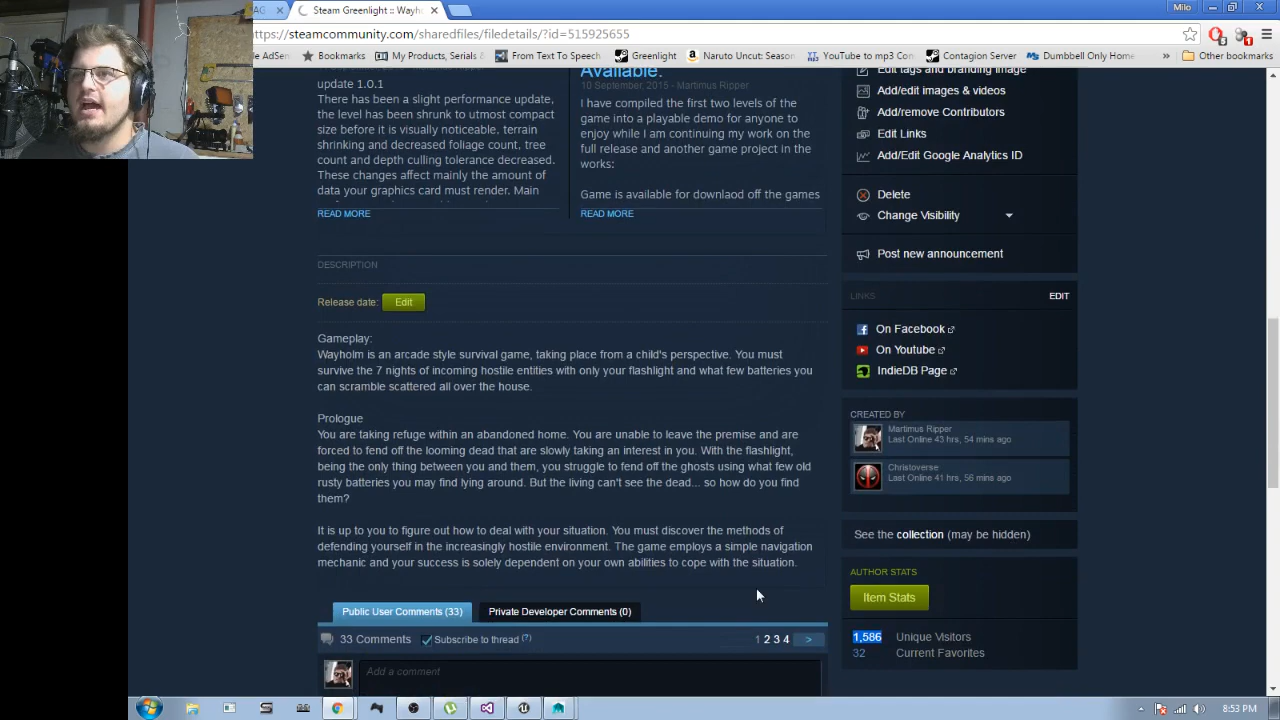 AG
Steam Greenlight :: Wayh
Milo
https://steamcommunity.com/sharedfiles/filedetails/?id=515925655
le AdSen
Bookmarks
My Products, Serials &
Greenlight
Naruto Uncut: Season
YouTube to mp3 Conv
Contagion Server
Dumbbell Only Home
Other bookmarks
update 1.0.1
There has been a slight performance update,
the level has been shrunk to utmost compact
size before it is visually noticeable, terrain
shrinking and decreased foliage count, tree
count and depth culling tolerance decreased.
These changes affect mainly the amount of
data your graphics card must render. Main
READ MORE
Available.
10 September, 2015 - Martimus Ripper
I have compiled the first two levels of the
game into a playable demo for anyone to
enjoy while I am continuing my work on the
full release and another game project in the
works:
Game is available for downlaod off the games
READ MORE
DESCRIPTION
Release date: Edit
Gameplay:
Wayholm is an arcade style survival game, taking place from a child's perspective. You must
survive the 7 nights of incoming hostile entities with only your flashlight and what few batteries you
can scramble scattered all over the house.
Prologue
You are taking refuge within an abandoned home. You are unable to leave the premise and are
forced to fend off the looming dead that are slowly taking an interest in you. With the flashlight,
being the only thing between you and them, you struggle to fend off the ghosts using what few old
rusty batteries you may find lying around. But the living can't see the dead... so how do you find
them?
It is up to you to figure out how to deal with your situation. You must discover the methods of
defending yourself in the increasingly hostile environment. The game employs a simple navigation
mechanic and your success is solely dependent on your own abilities to cope with the situation.
Public User Comments (33)
Private Developer Comments (0)
33 Comments
Subscribe to thread (?)
1 2 3 4 >
Add a comment
Edit tags and branding image
Add/edit images & videos
Add/remove Contributors
Edit Links
Add/Edit Google Analytics ID
Delete
Change Visibility
Post new announcement
LINKS
EDIT
On Facebook
On Youtube
IndieDB Page
CREATED BY
Martimus Ripper
Last Online 43 hrs, 54 mins ago
Christoverse
Last Online 41 hrs, 56 mins ago
See the collection (may be hidden)
AUTHOR STATS
Item Stats
1,586 Unique Visitors
32 Current Favorites
8:53 PM